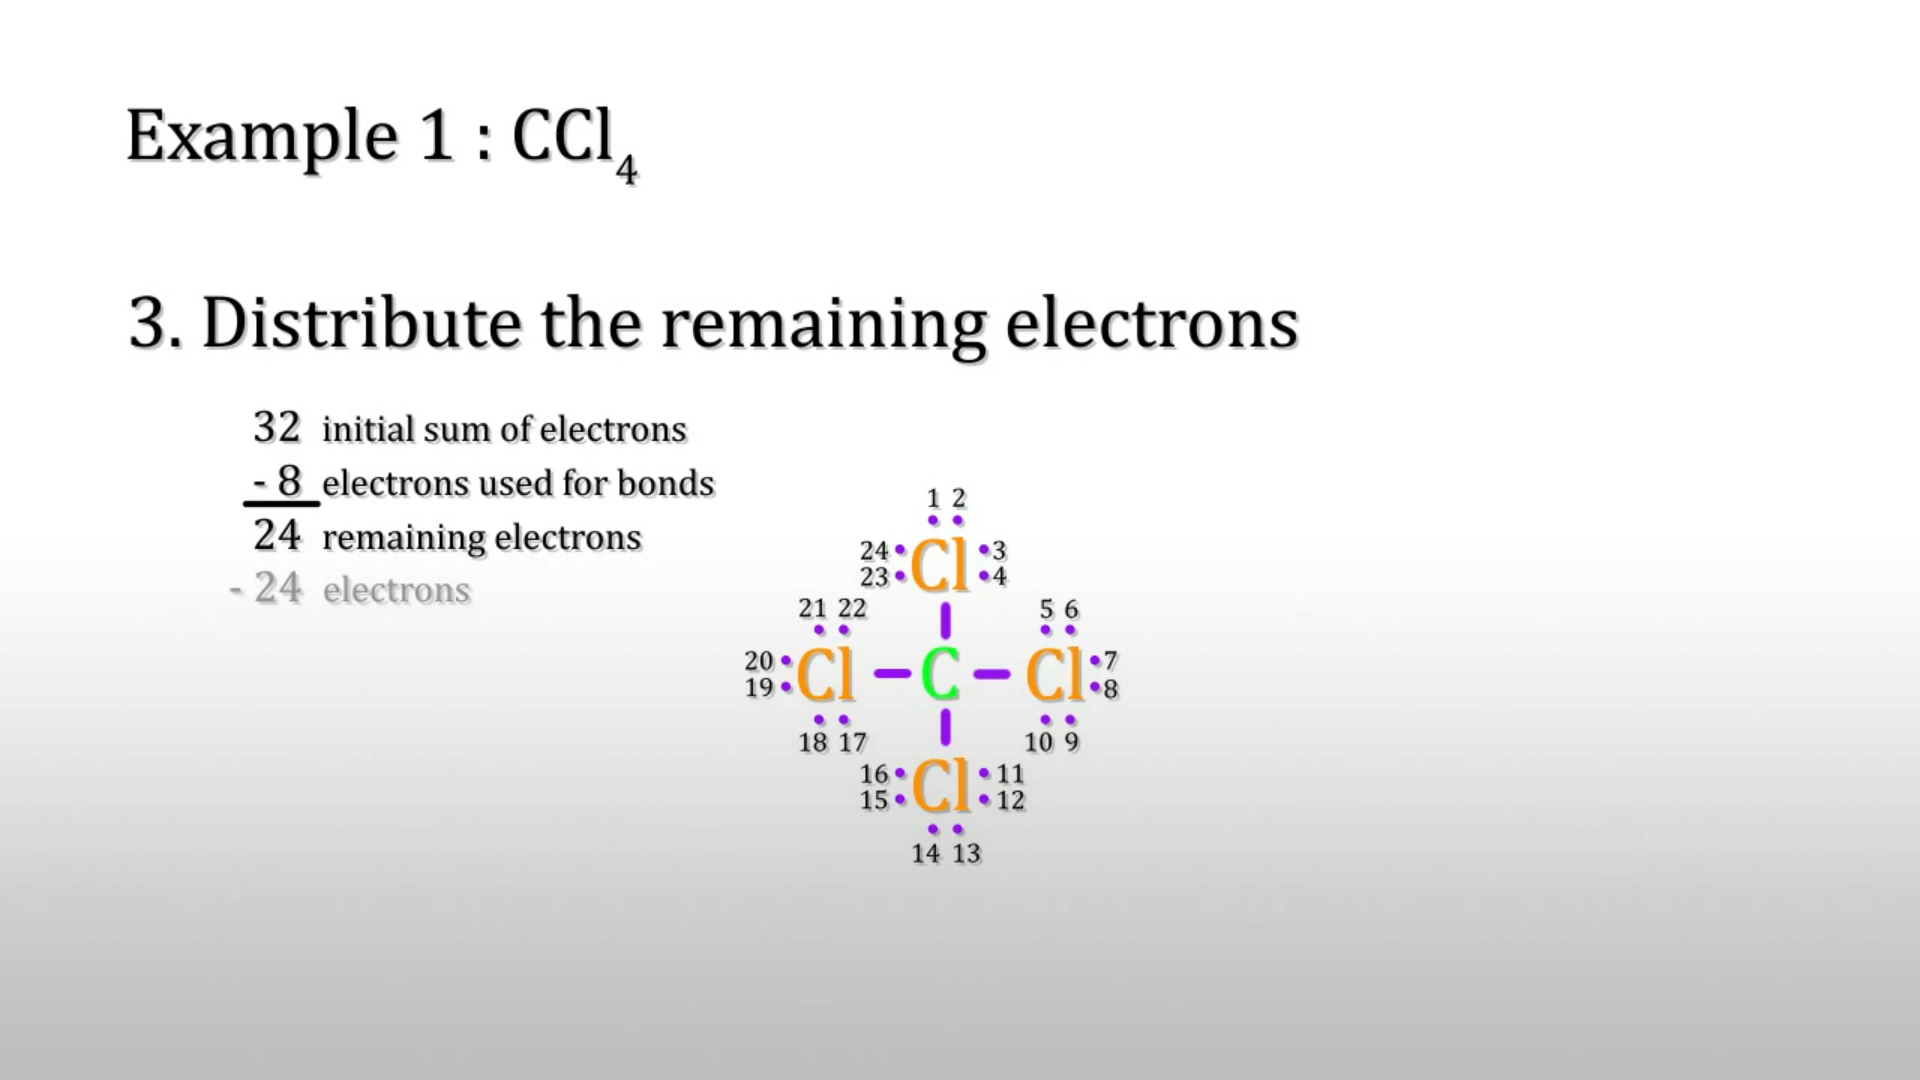 Example 1 : CCl4
3. Distribute the remaining electrons
32 initial sum of electrons
- 8 electrons used for bonds
24 remaining electrons
- 24 electrons
1 2
24 Cl 3
23 4
21 22 5 6
20 Cl C Cl 7
19 8
18 17 10 9
16 Cl 11
15 12
14 13